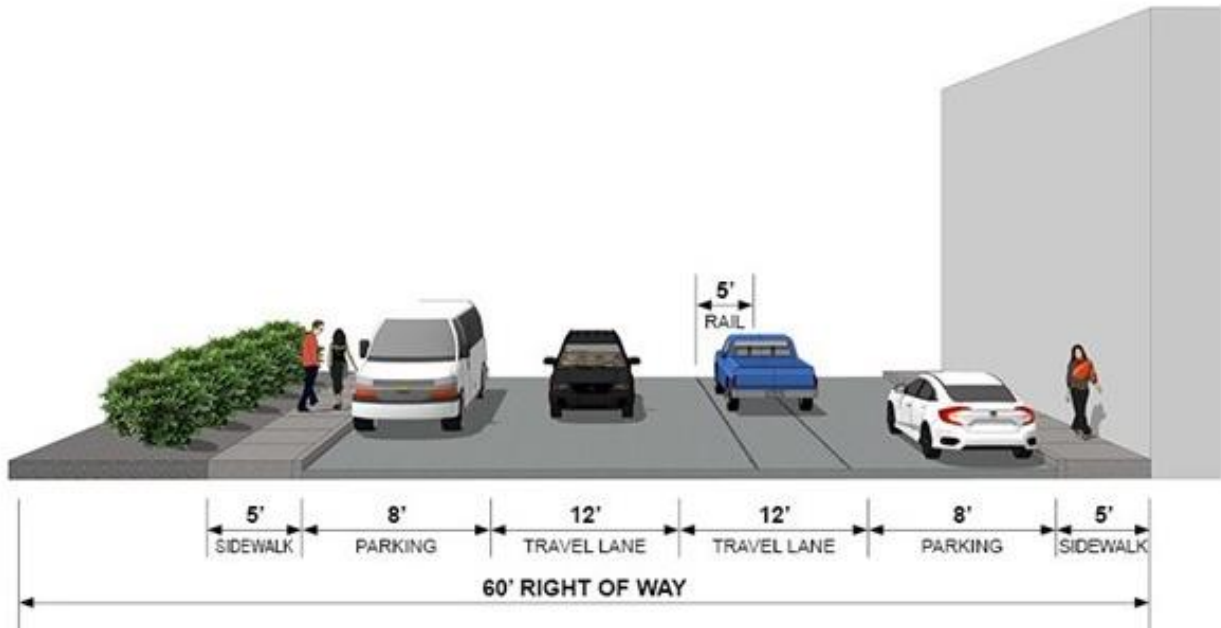 5'
RAIL
5' 8' 12' 12' 8' 5'
SIDEWALK PARKING TRAVEL LANE TRAVEL LANE PARKING SIDEWALK
60' RIGHT OF WAY